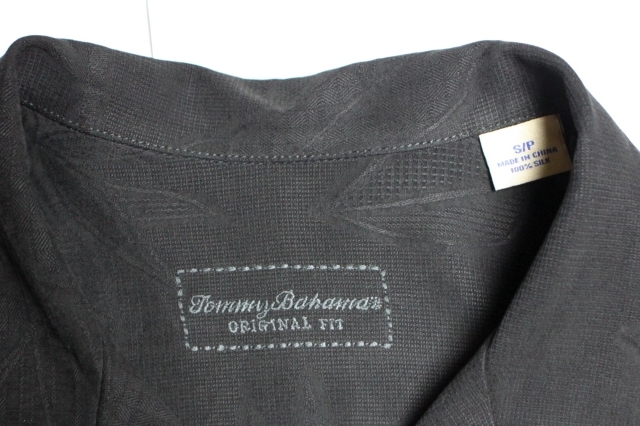 S/P
MADE IN CHINA
100% SILK
Tommy Bahama®
ORIGINAL FIT